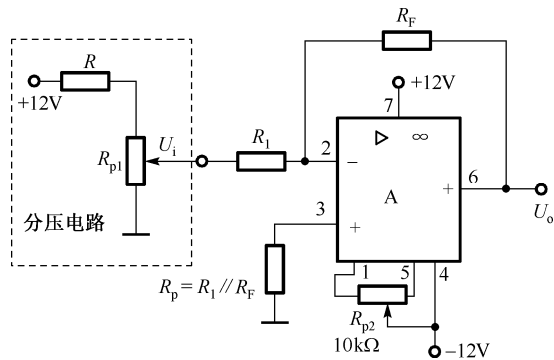 R_F
R
+12V
+12V
7
R_p1
U_i
R_1
2
−
▷ ∞
6
+
A
U_o
3
+
分压电路
R_p = R_1 // R_F
1
5
4
R_p2
10kΩ
−12V